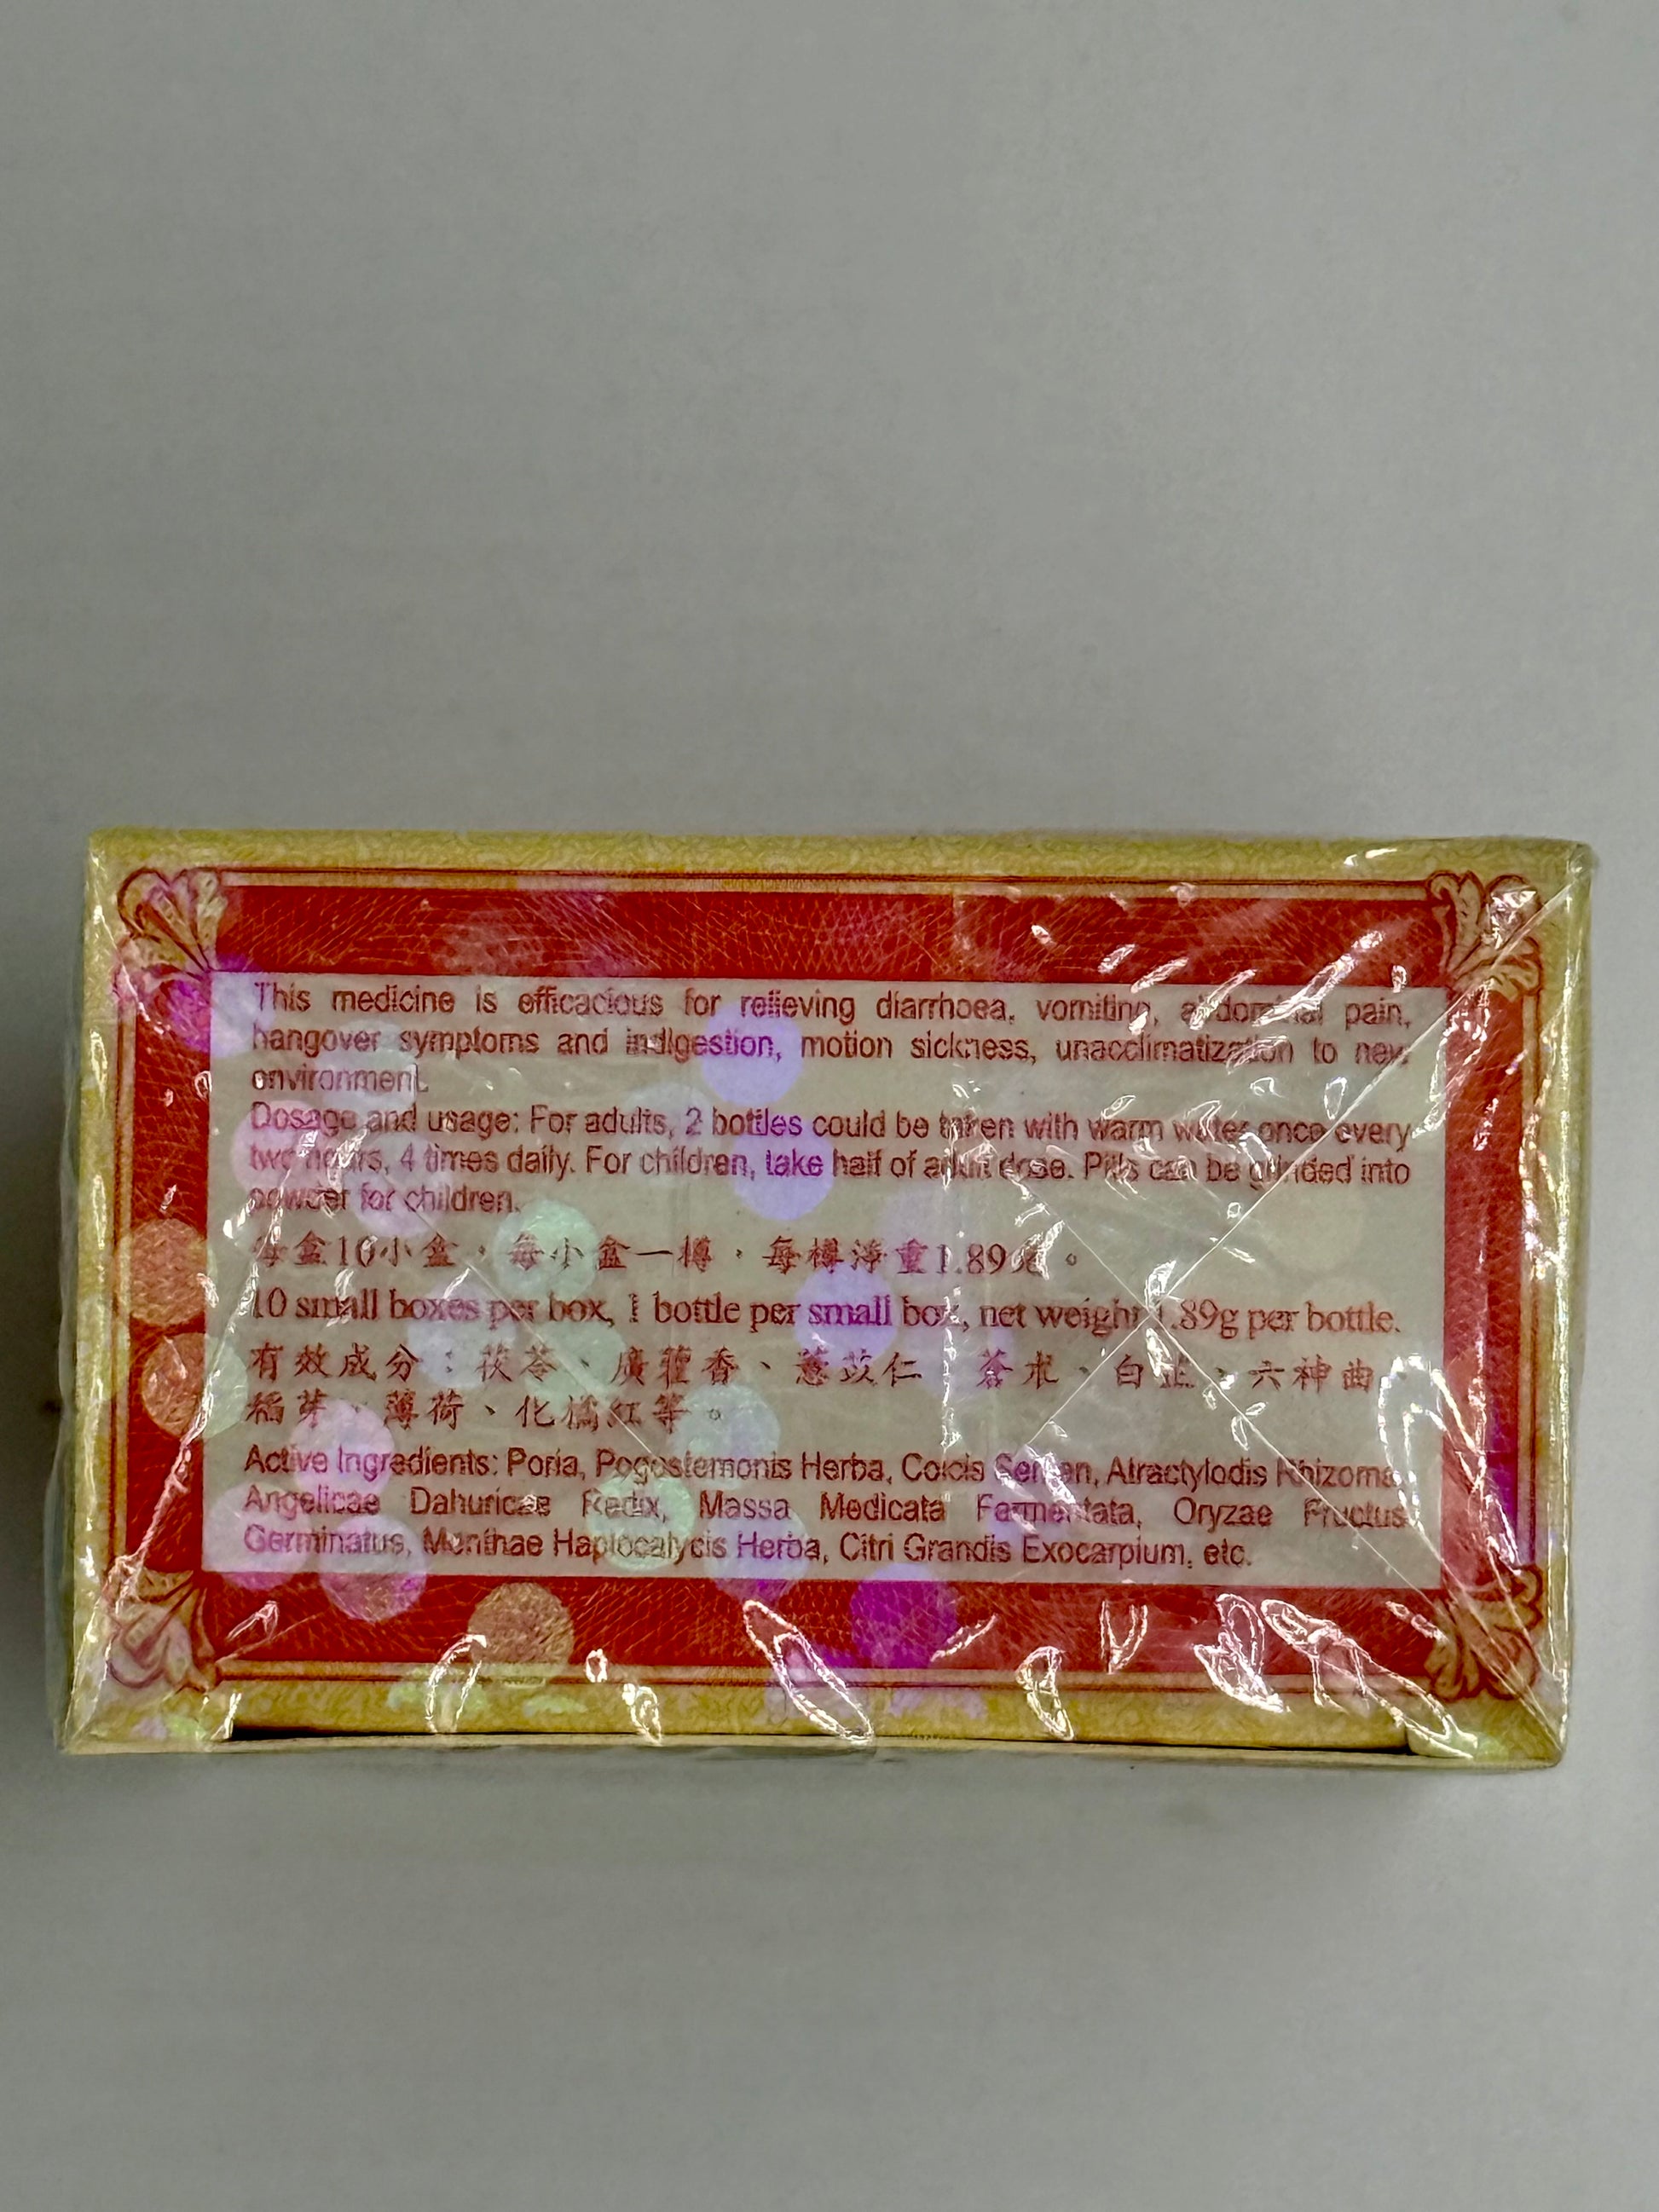 This medicine is efficacious for relieving diarrhoea, vomiting, abdominal pain,
hangover symptoms and indigestion, motion sickness, unacclimatization to new
environment.
Dosage and usage: For adults, 2 bottles could be taken with warm water once every
two hours, 4 times daily. For children, take half of adult dose. Pills can be grinded into
powder for children.
每盒10小盒，每小盒一樽，每樽淨重1.89克。
10 small boxes per box, 1 bottle per small box, net weight 1.89g per bottle.
有效成分：茯苓、廣藿香、薏苡仁、蒼朮、白芷、六神曲、
稻芽、薄荷、化橘紅等。
Active Ingredients: Poria, Pogostemonis Herba, Coicis Semen, Atractylodis Rhizoma,
Angelicae Dahuricae Radix, Massa Medicata Fermentata, Oryzae Fructus
Germinatus, Menthae Haplocalycis Herba, Citri Grandis Exocarpium, etc.